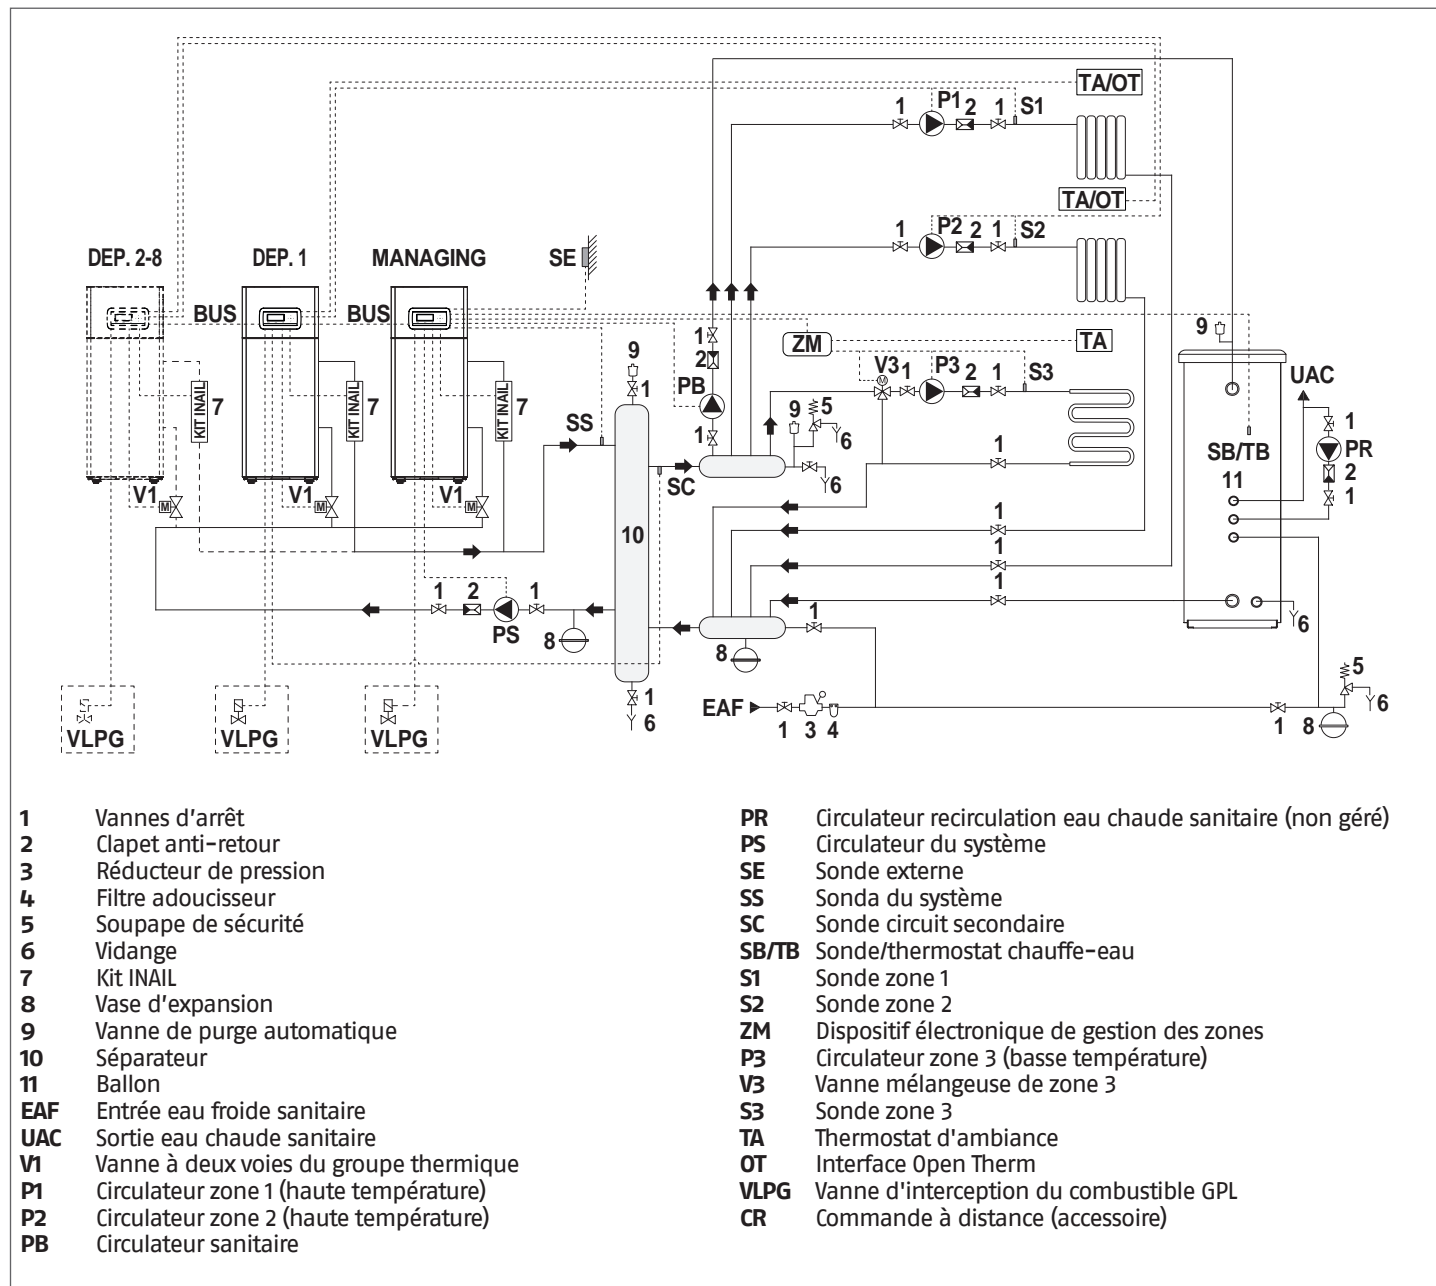 TA/OT
P1
1
2
1
S1
TA/OT
P2
1
2
1
S2
DEP. 2-8
DEP. 1
MANAGING
SE
BUS
BUS
ZM
TA
9
1
2
PB
1
9
1
V3
1
P3
2
1
S3
9
5
6
6
KIT INAIL
7
KIT INAIL
7
KIT INAIL
7
SS
SC
1
UAC
1
PR
2
1
SB/TB
11
V1
M
V1
M
V1
M
10
1
1
1
1
2
1
PS
8
8
1
6
5
6
1
6
EAF
1
3
4
1
8
VLPG
VLPG
VLPG
1 Vannes d'arrêt
2 Clapet anti-retour
3 Réducteur de pression
4 Filtre adoucisseur
5 Soupape de sécurité
6 Vidange
7 Kit INAIL
8 Vase d'expansion
9 Vanne de purge automatique
10 Séparateur
11 Ballon
EAF Entrée eau froide sanitaire
UAC Sortie eau chaude sanitaire
V1 Vanne à deux voies du groupe thermique
P1 Circulateur zone 1 (haute température)
P2 Circulateur zone 2 (haute température)
PB Circulateur sanitaire
PR Circulateur recirculation eau chaude sanitaire (non géré)
PS Circulateur du système
SE Sonde externe
SS Sonda du système
SC Sonde circuit secondaire
SB/TB Sonde/thermostat chauffe-eau
S1 Sonde zone 1
S2 Sonde zone 2
ZM Dispositif électronique de gestion des zones
P3 Circulateur zone 3 (basse température)
V3 Vanne mélangeuse de zone 3
S3 Sonde zone 3
TA Thermostat d'ambiance
OT Interface Open Therm
VLPG Vanne d'interception du combustible GPL
CR Commande à distance (accessoire)